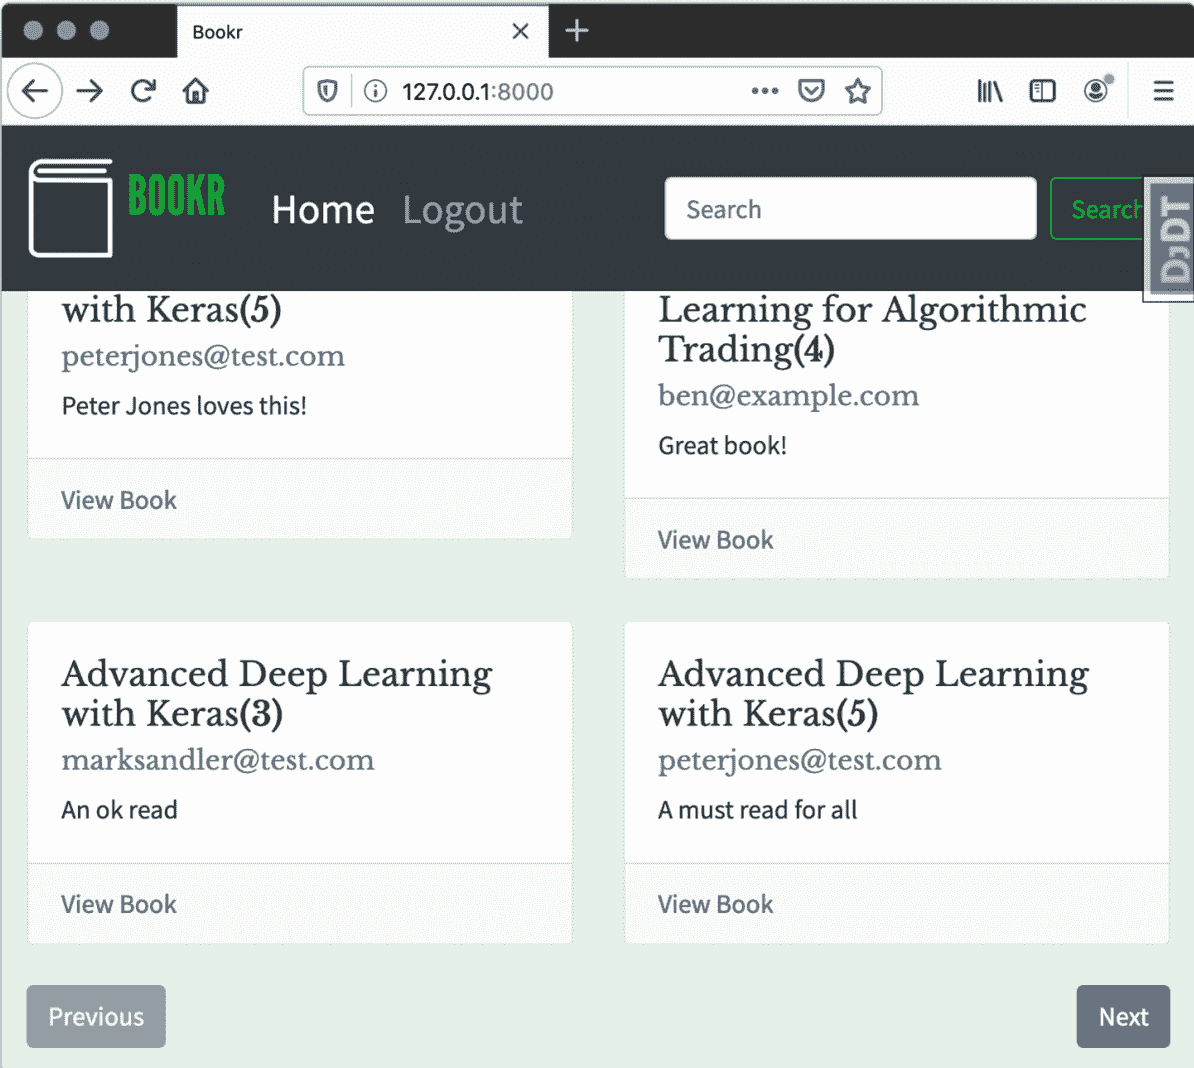 Bookr
127.0.0.1:8000
BOOKR
Home
Logout
Search
Search
DJDT
with Keras(5)
peterjones@test.com
Peter Jones loves this!
View Book
Learning for Algorithmic
Trading(4)
ben@example.com
Great book!
View Book
Advanced Deep Learning
with Keras(3)
marksandler@test.com
An ok read
View Book
Advanced Deep Learning
with Keras(5)
peterjones@test.com
A must read for all
View Book
Previous
Next